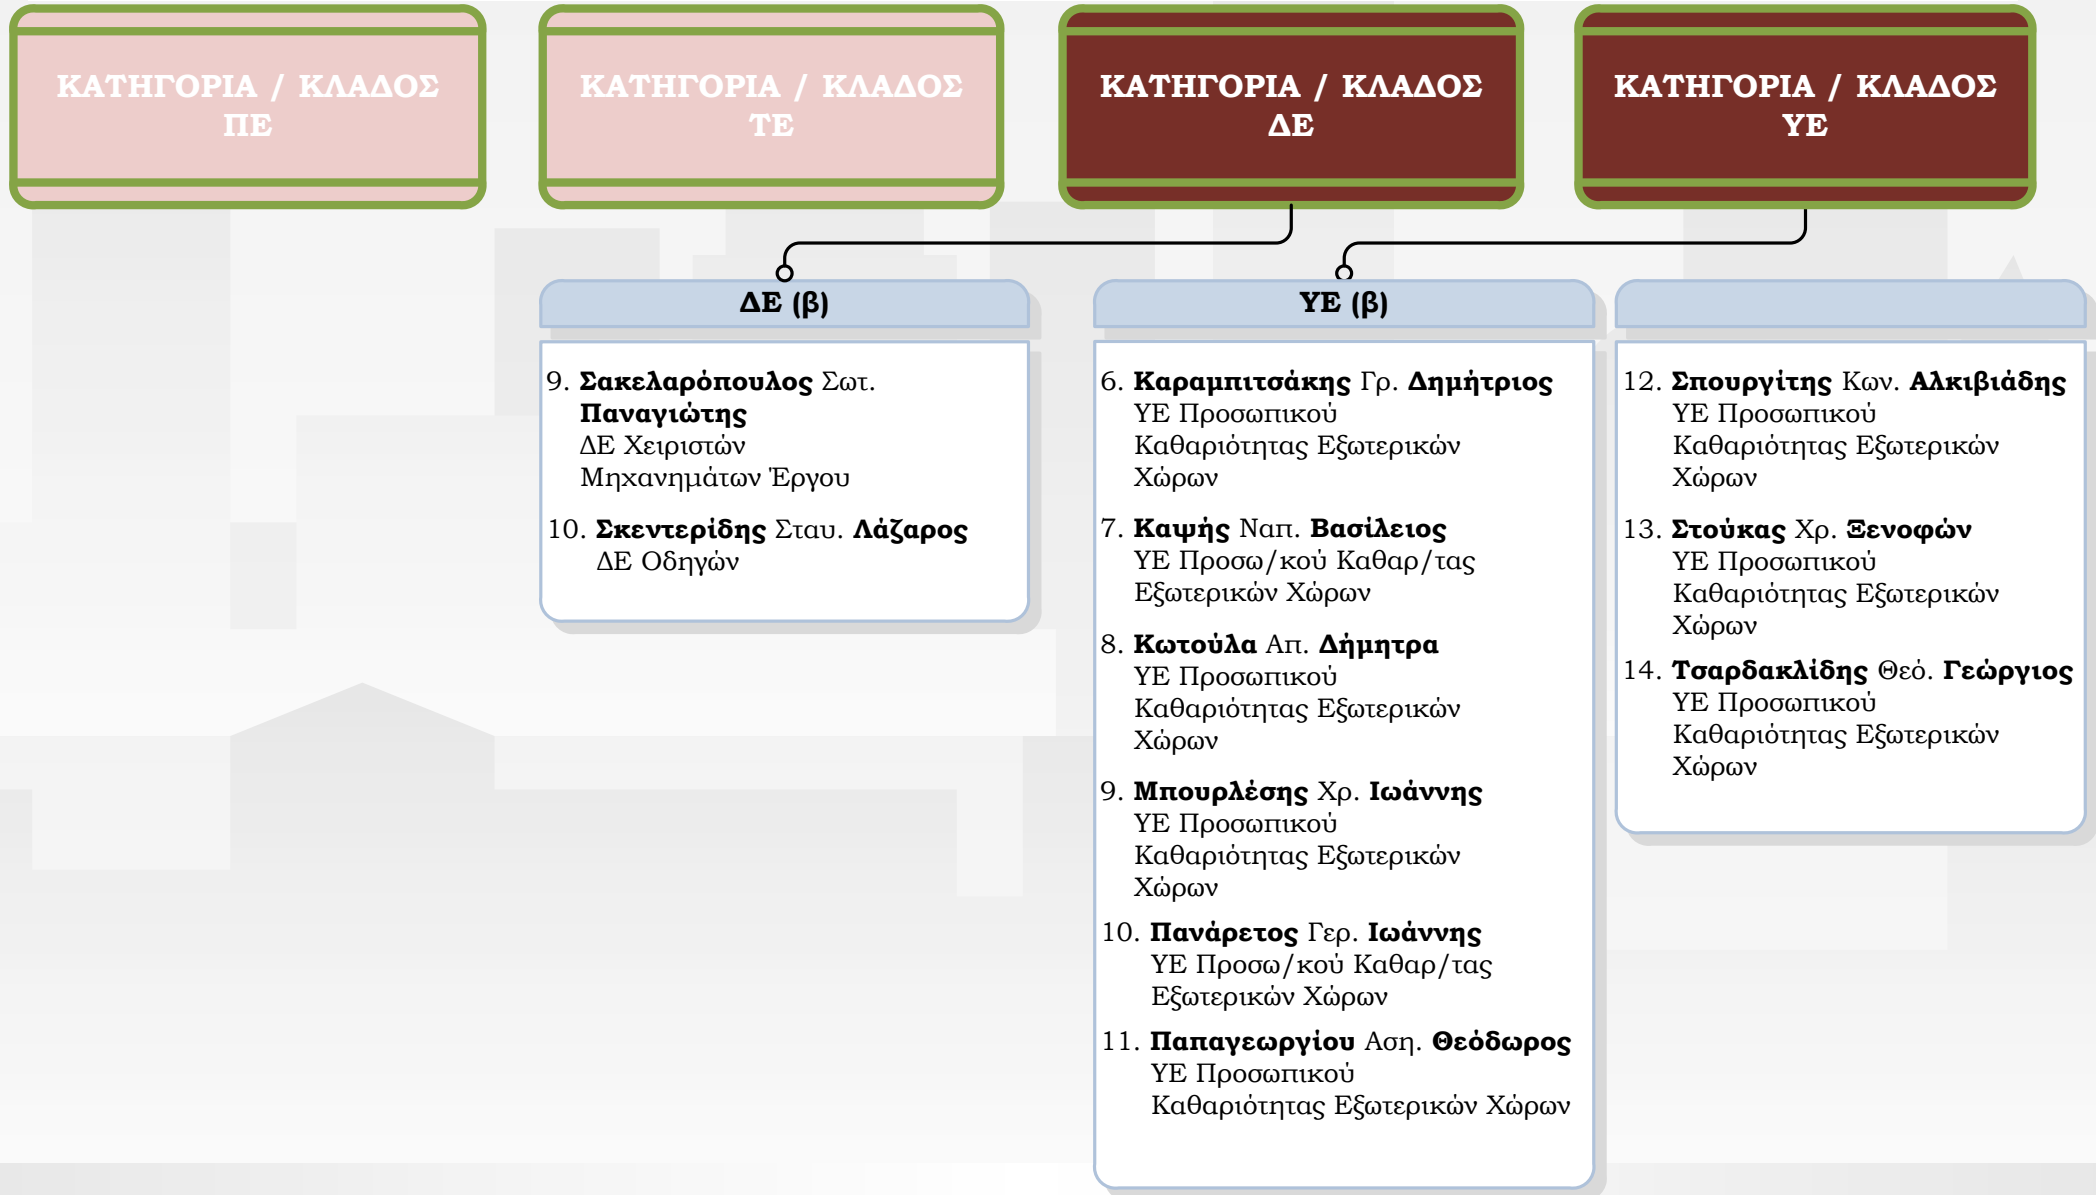 ΚΑΤΗΓΟΡΙΑ / ΚΛΑΔΟΣ
ΠΕ
ΚΑΤΗΓΟΡΙΑ / ΚΛΑΔΟΣ
ΤΕ
ΚΑΤΗΓΟΡΙΑ / ΚΛΑΔΟΣ
ΔΕ
ΚΑΤΗΓΟΡΙΑ / ΚΛΑΔΟΣ
ΥΕ
ΔΕ (β)
9. Σακελαρόπουλος Σωτ.
Παναγιώτης
ΔΕ Χειριστών
Μηχανημάτων Έργου
10. Σκεντερίδης Σταυ. Λάζαρος
ΔΕ Οδηγών
ΥΕ (β)
6. Καραμπιτσάκης Γρ. Δημήτριος
ΥΕ Προσωπικού
Καθαριότητας Εξωτερικών
Χώρων
7. Καψής Ναπ. Βασίλειος
ΥΕ Προσω/κού Καθαρ/τας
Εξωτερικών Χώρων
8. Κωτούλα Απ. Δήμητρα
ΥΕ Προσωπικού
Καθαριότητας Εξωτερικών
Χώρων
9. Μπουρλέσης Χρ. Ιωάννης
ΥΕ Προσωπικού
Καθαριότητας Εξωτερικών
Χώρων
10. Πανάρετος Γερ. Ιωάννης
ΥΕ Προσω/κού Καθαρ/τας
Εξωτερικών Χώρων
11. Παπαγεωργίου Αση. Θεόδωρος
ΥΕ Προσωπικού
Καθαριότητας Εξωτερικών Χώρων
12. Σπουργίτης Κων. Αλκιβιάδης
ΥΕ Προσωπικού
Καθαριότητας Εξωτερικών
Χώρων
13. Στούκας Χρ. Ξενοφών
ΥΕ Προσωπικού
Καθαριότητας Εξωτερικών
Χώρων
14. Τσαρδακλίδης Θεό. Γεώργιος
ΥΕ Προσωπικού
Καθαριότητας Εξωτερικών
Χώρων